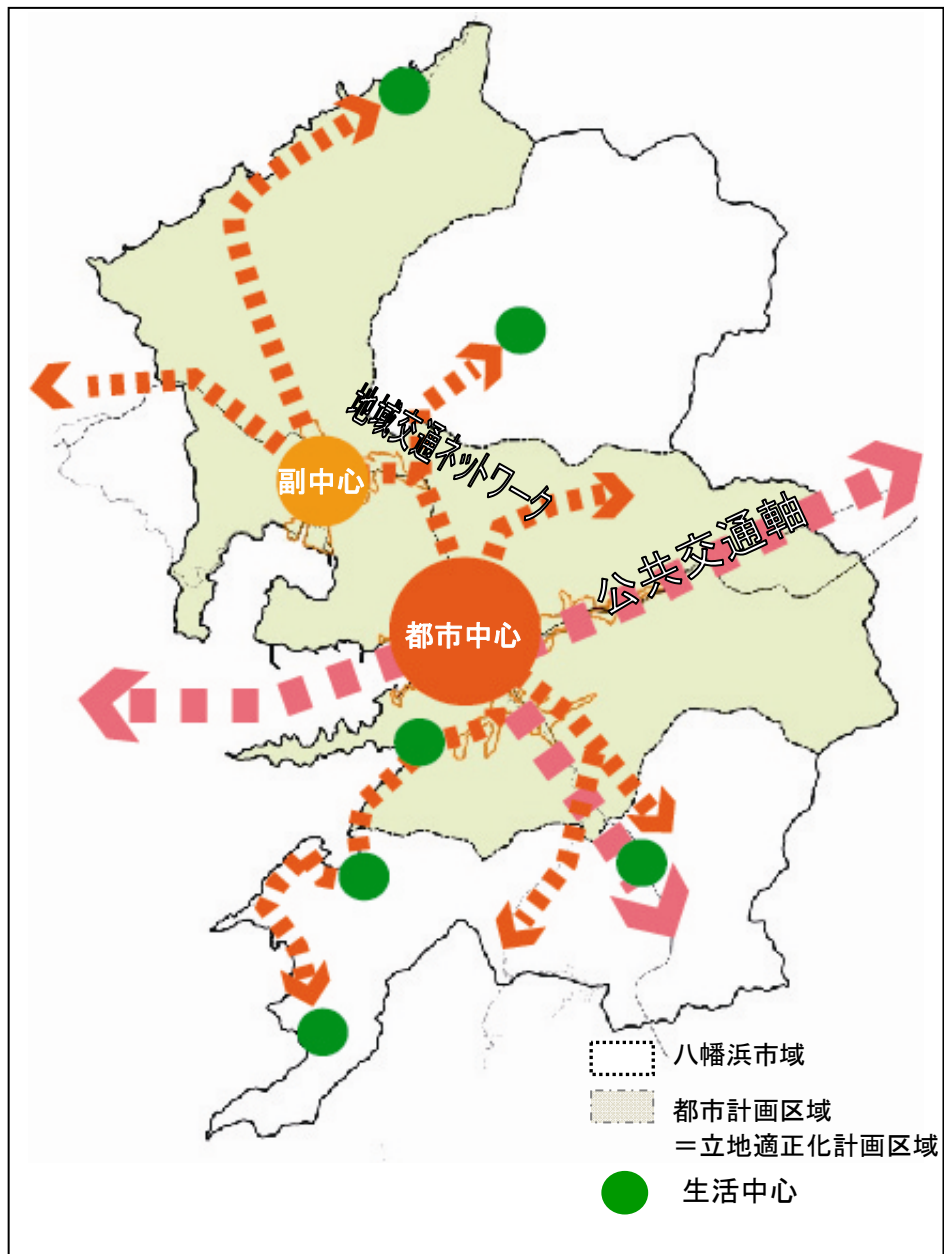 地域交通ネットワーク
副中心
公共交通軸
都市中心
八幡浜市域
都市計画区域
＝立地適正化計画区域
生活中心